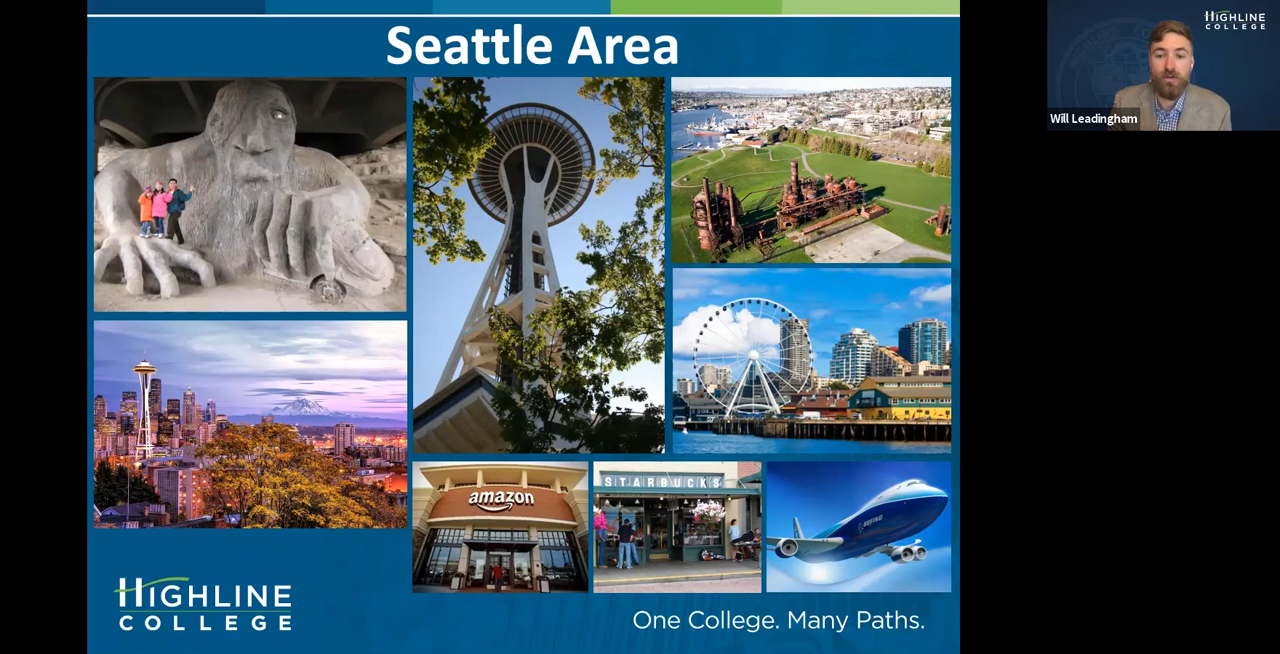 Seattle Area
HIGHLINE
COLLEGE
Will Leadingham
amazon
STARBUCKS
BOEING
HIGHLINE
COLLEGE
One College. Many Paths.